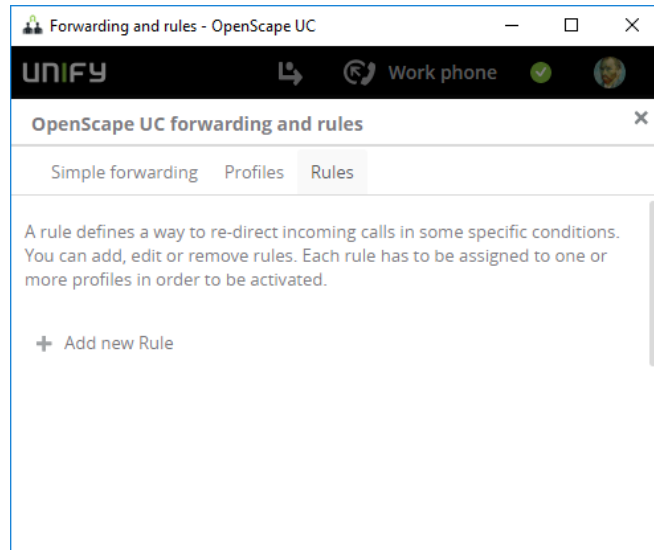 Forwarding and rules - OpenScape UC
UNIFY
Work phone
OpenScape UC forwarding and rules
Simple forwarding Profiles Rules
A rule defines a way to re-direct incoming calls in some specific conditions.
You can add, edit or remove rules. Each rule has to be assigned to one or
more profiles in order to be activated.
Add new Rule